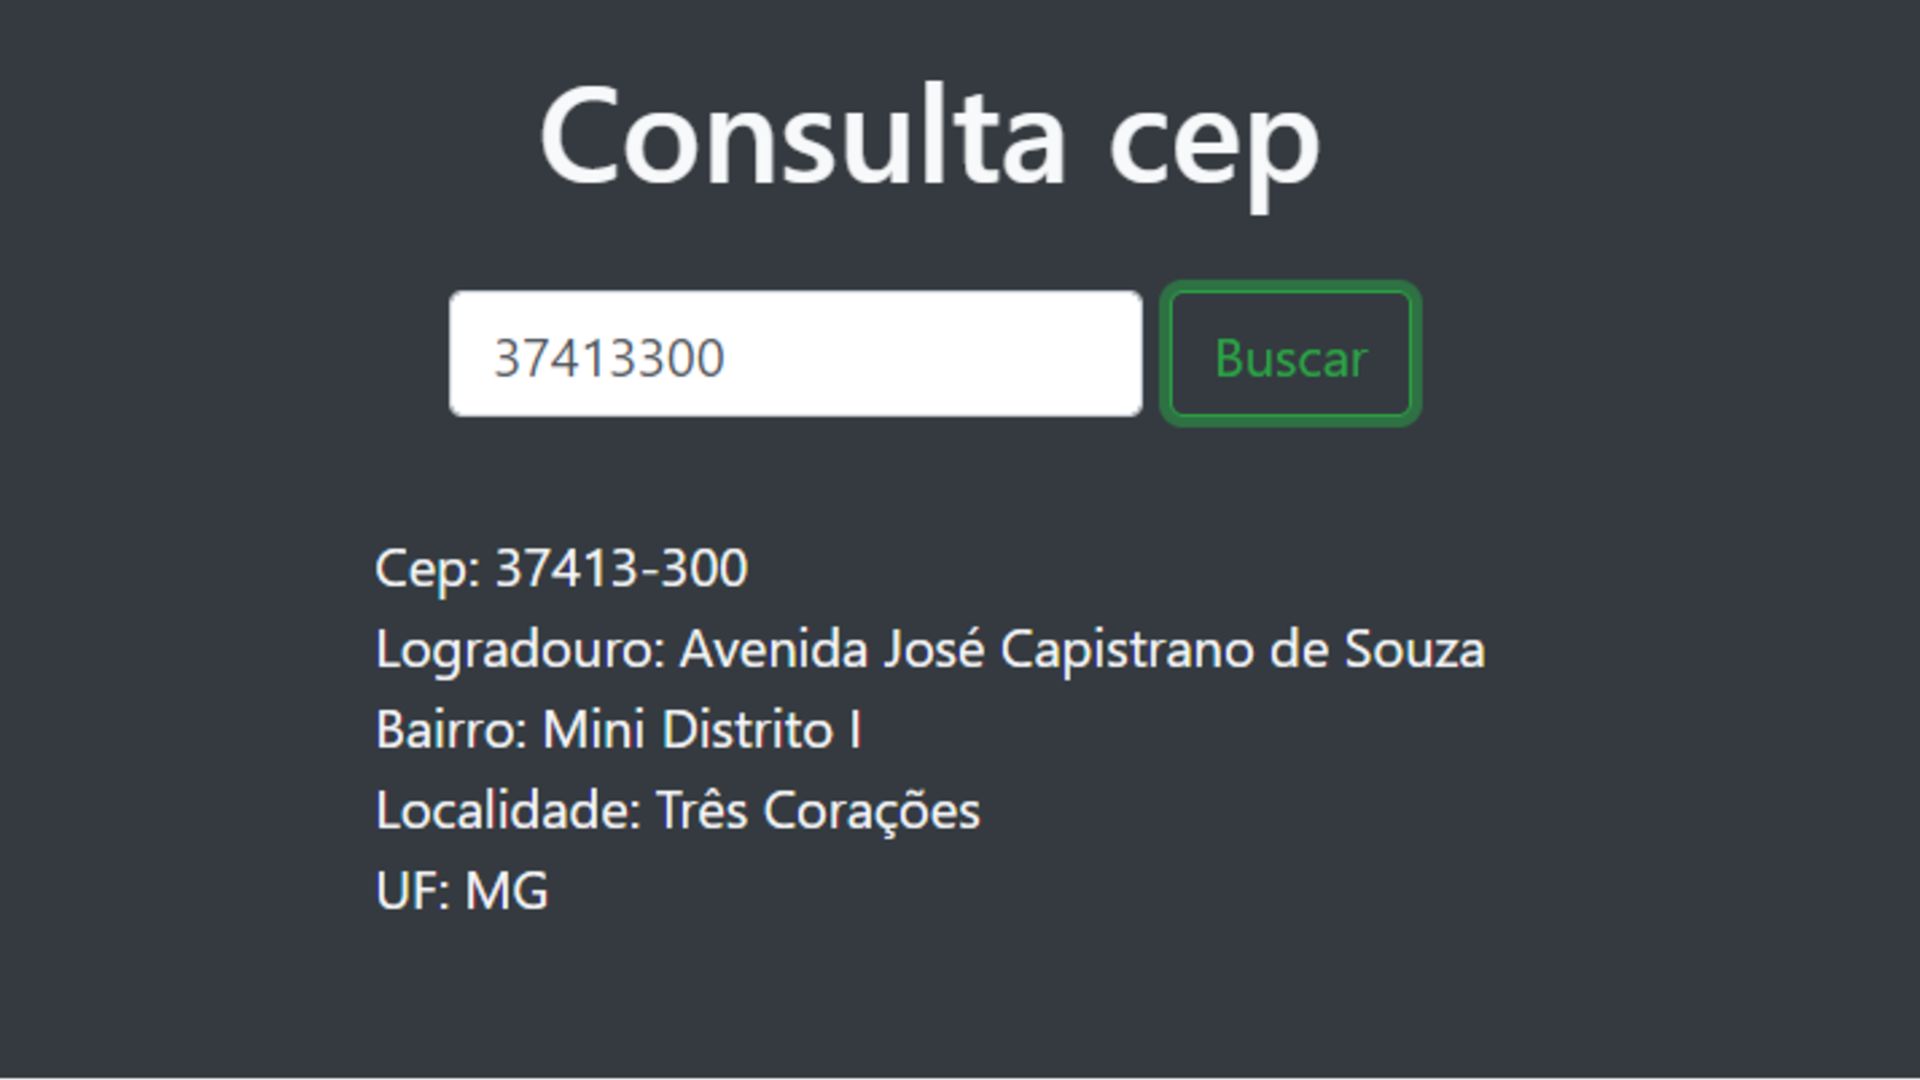 Consulta cep
37413300
Buscar
Cep: 37413-300
Logradouro: Avenida José Capistrano de Souza
Bairro: Mini Distrito I
Localidade: Três Corações
UF: MG